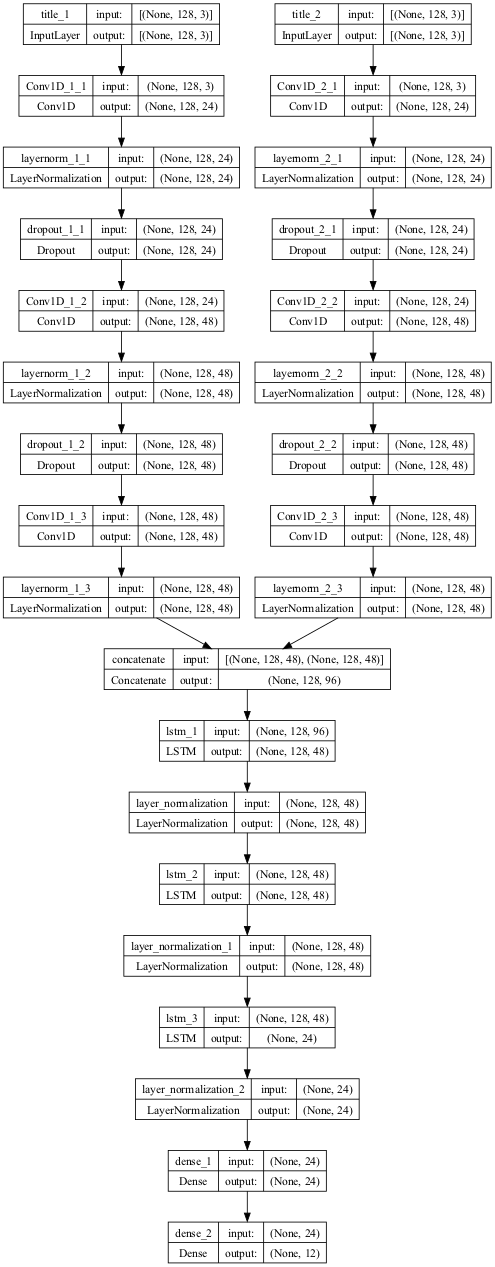 title_1 input: [(None, 128, 3)]
InputLayer output: [(None, 128, 3)]
title_2 input: [(None, 128, 3)]
InputLayer output: [(None, 128, 3)]
Conv1D_1_1 input: (None, 128, 3)
Conv1D output: (None, 128, 24)
Conv1D_2_1 input: (None, 128, 3)
Conv1D output: (None, 128, 24)
layernorm_1_1 input: (None, 128, 24)
LayerNormalization output: (None, 128, 24)
layernorm_2_1 input: (None, 128, 24)
LayerNormalization output: (None, 128, 24)
dropout_1_1 input: (None, 128, 24)
Dropout output: (None, 128, 24)
dropout_2_1 input: (None, 128, 24)
Dropout output: (None, 128, 24)
Conv1D_1_2 input: (None, 128, 24)
Conv1D output: (None, 128, 48)
Conv1D_2_2 input: (None, 128, 24)
Conv1D output: (None, 128, 48)
layernorm_1_2 input: (None, 128, 48)
LayerNormalization output: (None, 128, 48)
layernorm_2_2 input: (None, 128, 48)
LayerNormalization output: (None, 128, 48)
dropout_1_2 input: (None, 128, 48)
Dropout output: (None, 128, 48)
dropout_2_2 input: (None, 128, 48)
Dropout output: (None, 128, 48)
Conv1D_1_3 input: (None, 128, 48)
Conv1D output: (None, 128, 48)
Conv1D_2_3 input: (None, 128, 48)
Conv1D output: (None, 128, 48)
layernorm_1_3 input: (None, 128, 48)
LayerNormalization output: (None, 128, 48)
layernorm_2_3 input: (None, 128, 48)
LayerNormalization output: (None, 128, 48)
concatenate input: [(None, 128, 48), (None, 128, 48)]
Concatenate output: (None, 128, 96)
lstm_1 input: (None, 128, 96)
LSTM output: (None, 128, 48)
layer_normalization input: (None, 128, 48)
LayerNormalization output: (None, 128, 48)
lstm_2 input: (None, 128, 48)
LSTM output: (None, 128, 48)
layer_normalization_1 input: (None, 128, 48)
LayerNormalization output: (None, 128, 48)
lstm_3 input: (None, 128, 48)
LSTM output: (None, 24)
layer_normalization_2 input: (None, 24)
LayerNormalization output: (None, 24)
dense_1 input: (None, 24)
Dense output: (None, 24)
dense_2 input: (None, 24)
Dense output: (None, 12)